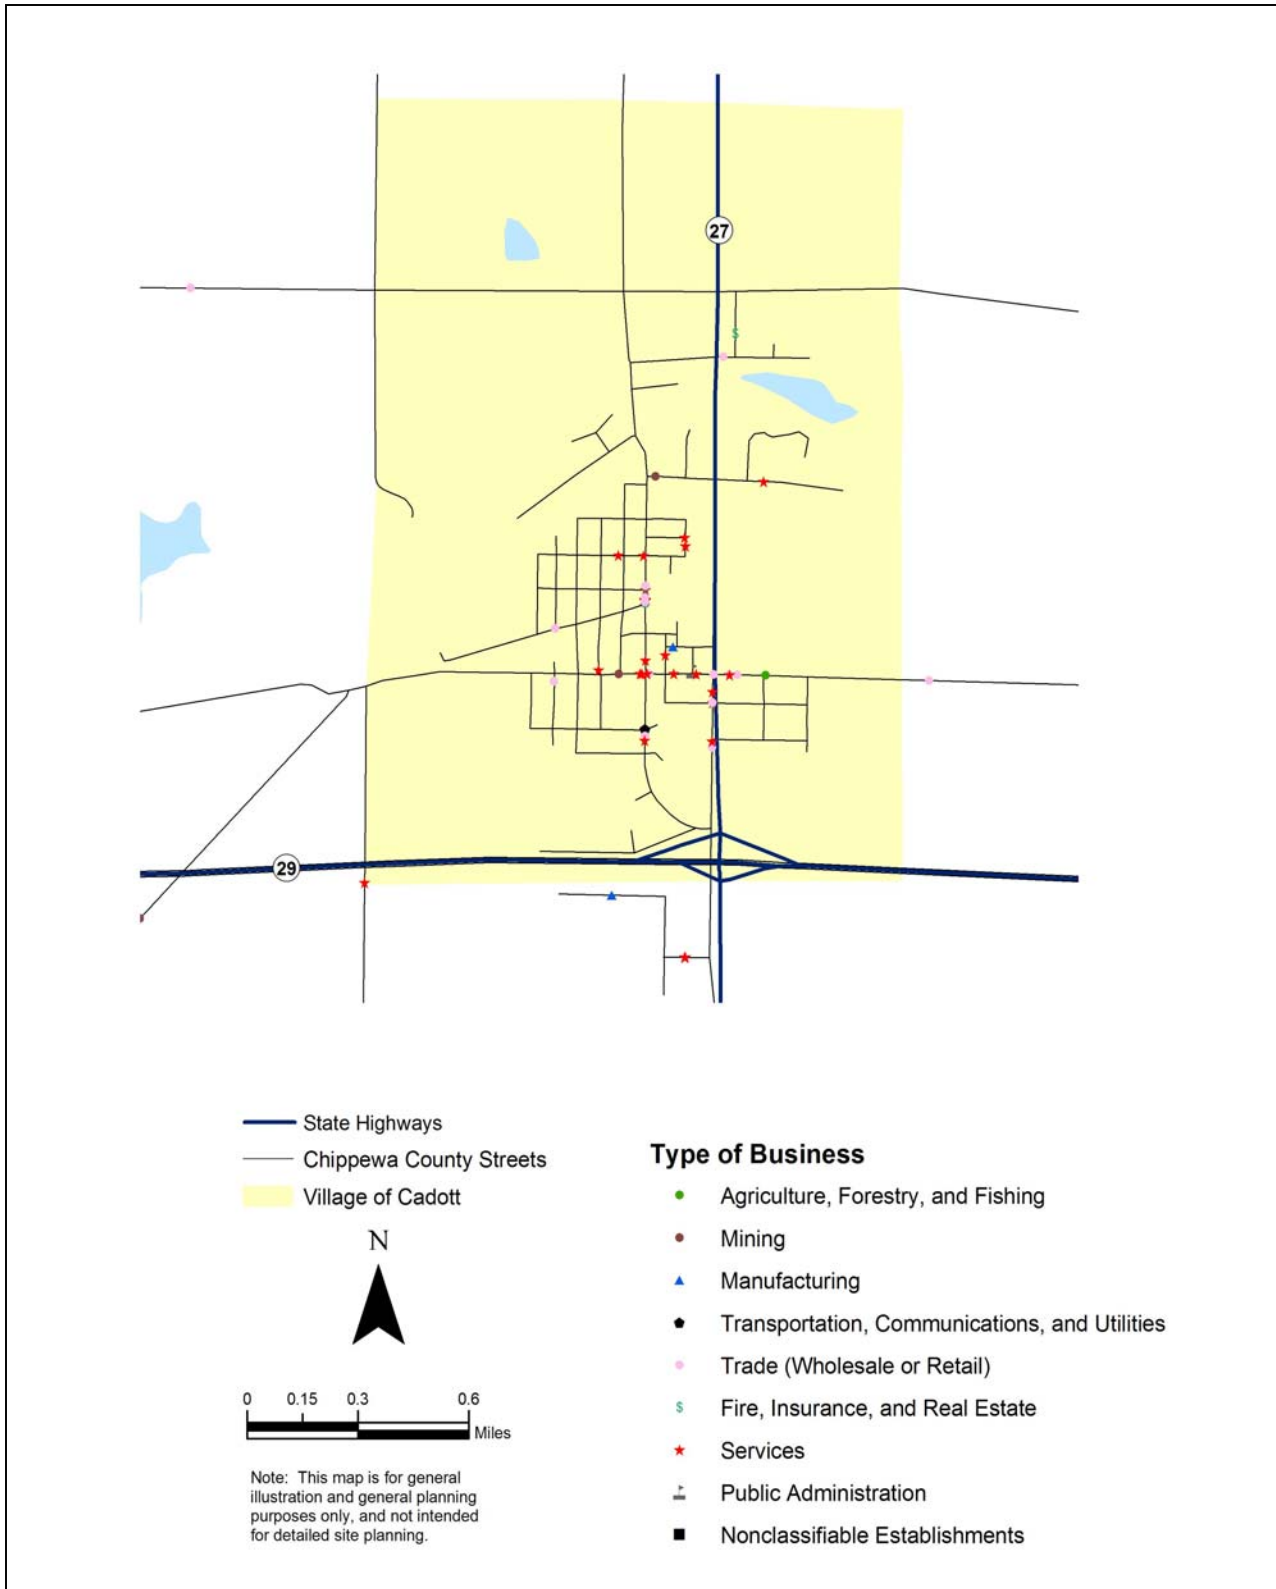 27
29
State Highways
Chippewa County Streets
Village of Cadott
N
0 0.15 0.3 0.6
Miles
Note: This map is for general
illustration and general planning
purposes only, and not intended
for detailed site planning.
Type of Business
Agriculture, Forestry, and Fishing
Mining
Manufacturing
Transportation, Communications, and Utilities
Trade (Wholesale or Retail)
$ Fire, Insurance, and Real Estate
Services
Public Administration
Nonclassifiable Establishments